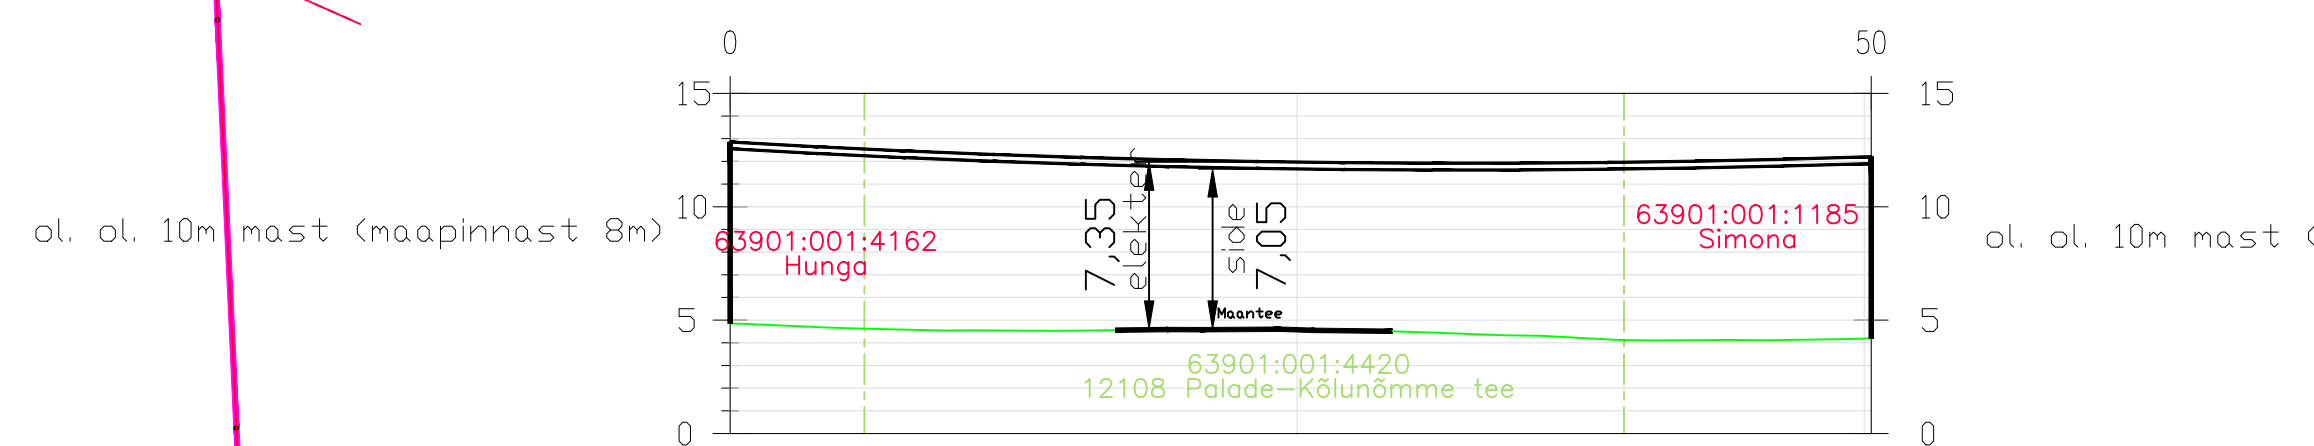 0 50
15 15
10 10
5 5
0 0
ol. ol. 10m mast (maapinnast 8m)
63901:001:4162
Hunga
7,35
elekter
side
7,05
Maantee
63901:001:1185
Simona
ol. ol. 10m mast (
63901:001:4420
12108 Palade-Kõlunõmme tee